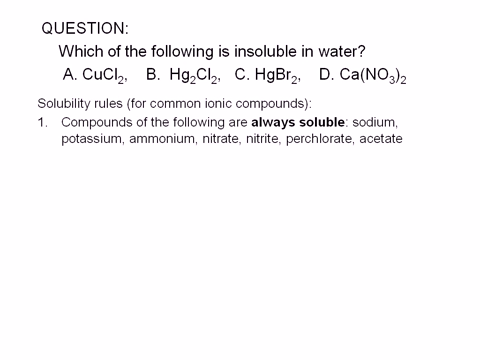 QUESTION:
Which of the following is insoluble in water?
A. CuCl₂, B. Hg₂Cl₂, C. HgBr₂, D. Ca(NO₃)₂
Solubility rules (for common ionic compounds):
1. Compounds of the following are always soluble: sodium,
potassium, ammonium, nitrate, nitrite, perchlorate, acetate